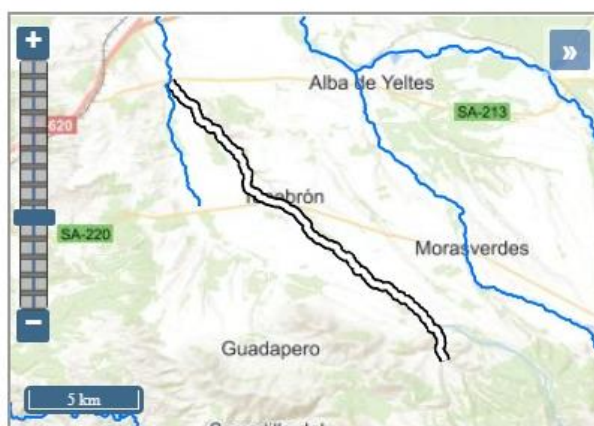 +
»
Alba de Yeltes
SA-213
620
SA-220
Morasverdes
Guadapero
−
5 km